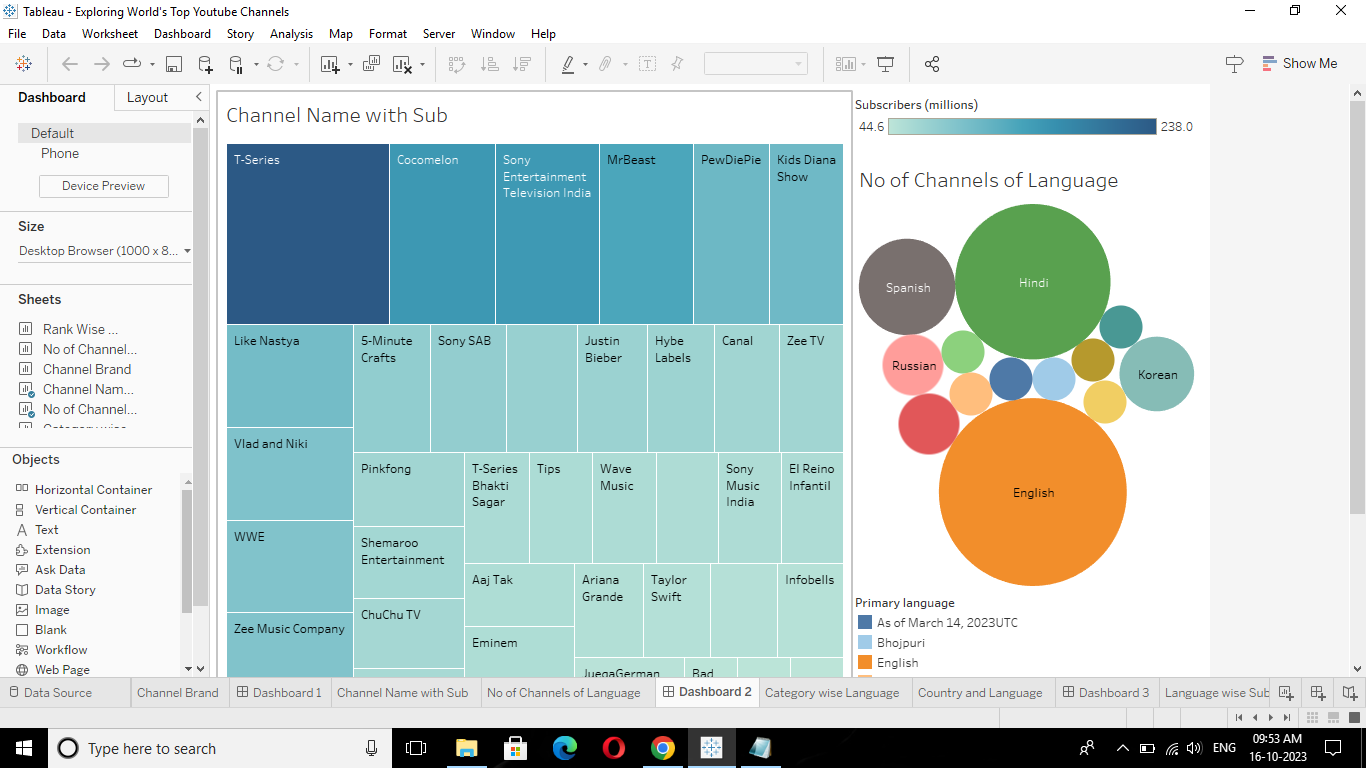 Tableau - Exploring World's Top Youtube Channels
File Data Worksheet Dashboard Story Analysis Map Format Server Window Help
Show Me
Dashboard Layout
Default
Phone
Device Preview
Size
Desktop Browser (1000 x 8...
Sheets
Rank Wise ...
No of Channel...
Channel Brand
Channel Nam...
No of Channel...
Objects
Horizontal Container
Vertical Container
Text
Extension
Ask Data
Data Story
Image
Blank
Workflow
Web Page
Channel Name with Sub
T-Series
Cocomelon
Sony
Entertainment
Television India
MrBeast
PewDiePie
Kids Diana
Show
Like Nastya
5-Minute
Crafts
Sony SAB
Justin
Bieber
Hybe
Labels
Canal
Zee TV
Vlad and Niki
Pinkfong
T-Series
Bhakti
Sagar
Tips
Wave
Music
Sony
Music
India
El Reino
Infantil
WWE
Shemaroo
Entertainment
Aaj Tak
Ariana
Grande
Taylor
Swift
Infobells
Zee Music Company
ChuChu TV
Eminem
JuegaGerman
Bad
Subscribers (millions)
44.6 238.0
No of Channels of Language
Spanish
Hindi
Russian
Korean
English
Primary language
As of March 14, 2023UTC
Bhojpuri
English
Data Source Channel Brand Dashboard 1 Channel Name with Sub No of Channels of Language Dashboard 2 Category wise Language Country and Language Dashboard 3 Language wise Sub
Type here to search
ENG
09:53 AM
16-10-2023